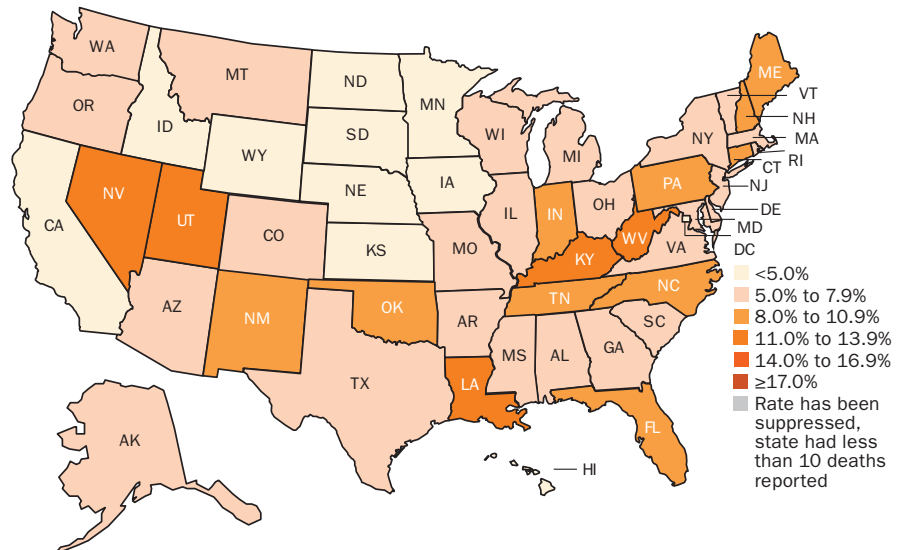 WA
MT
ND
MN
ME
VT
OR
ID
SD
WI
MI
NY
NH
MA
WY
RI
CT
NV
NE
IA
PA
NJ
CA
UT
CO
KS
IL
IN
OH
DE
MO
KY
WV
VA
MD
DC
AZ
NM
OK
AR
TN
NC
SC
TX
LA
MS
AL
GA
FL
AK
HI
<5.0%
5.0% to 7.9%
8.0% to 10.9%
11.0% to 13.9%
14.0% to 16.9%
≥17.0%
Rate has been
suppressed,
state had less
than 10 deaths
reported